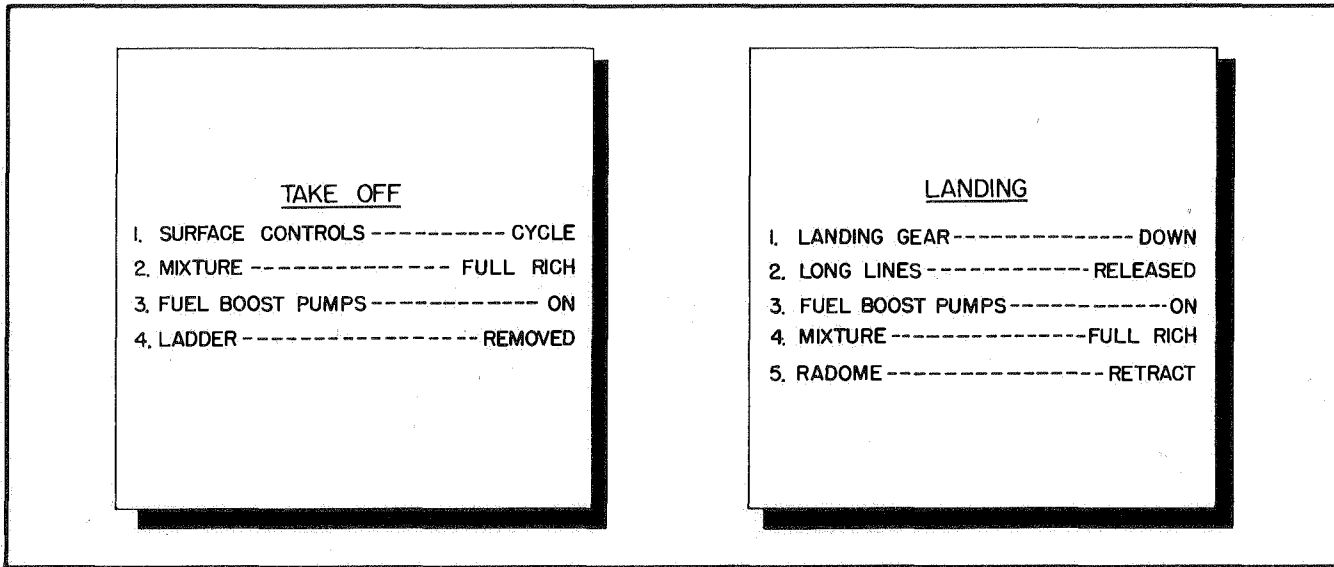 TAKE OFF
1. SURFACE CONTROLS ---------- CYCLE
2. MIXTURE -------------- FULL RICH
3. FUEL BOOST PUMPS ------------ ON
4. LADDER ----------------- REMOVED
LANDING
1. LANDING GEAR ------------- DOWN
2. LONG LINES ------------ RELEASED
3. FUEL BOOST PUMPS ----------- ON
4. MIXTURE -------------- FULL RICH
5. RADOME ---------------- RETRACT